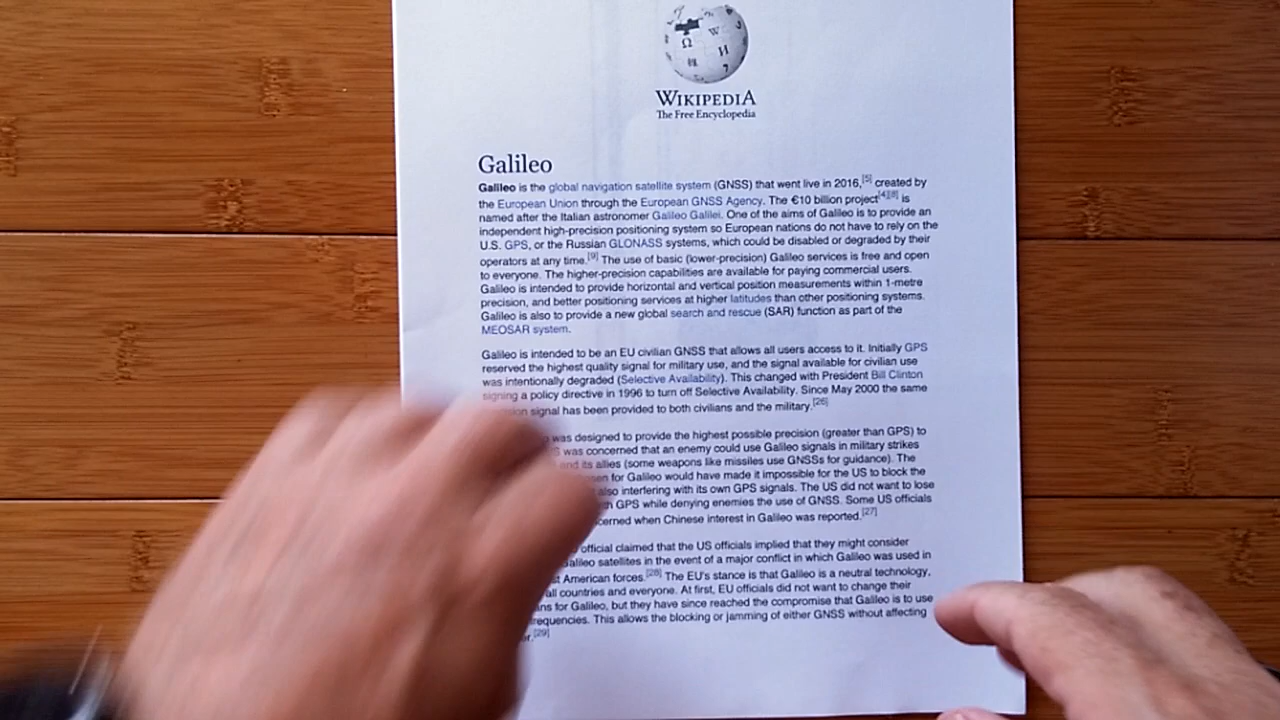 WIKIPEDIA
The Free Encyclopedia
Galileo
Galileo is the global navigation satellite system (GNSS) that went live in 2016,[5] created by
the European Union through the European GNSS Agency. The €10 billion project[4][8] is
named after the Italian astronomer Galileo Galilei. One of the aims of Galileo is to provide an
independent high-precision positioning system so European nations do not have to rely on the
U.S. GPS, or the Russian GLONASS systems, which could be disabled or degraded by their
operators at any time.[9] The use of basic (lower-precision) Galileo services is free and open
to everyone. The higher-precision capabilities are available for paying commercial users.
Galileo is intended to provide horizontal and vertical position measurements within 1-metre
precision, and better positioning services at higher latitudes than other positioning systems.
Galileo is also to provide a new global search and rescue (SAR) function as part of the
MEOSAR system.
Galileo is intended to be an EU civilian GNSS that allows all users access to it. Initially GPS
reserved the highest quality signal for military use, and the signal available for civilian use
was intentionally degraded (Selective Availability). This changed with President Bill Clinton
signing a policy directive in 1996 to turn off Selective Availability. Since May 2000 the same
signal has been provided to both civilians and the military.[26]
was designed to provide the highest possible precision (greater than GPS) to
was concerned that an enemy could use Galileo signals in military strikes
and its allies (some weapons like missiles use GNSSs for guidance). The
for Galileo would have made it impossible for the US to block the
also interfering with its own GPS signals. The US did not want to lose
GPS while denying enemies the use of GNSS. Some US officials
when Chinese interest in Galileo was reported.[27]
official claimed that the US officials implied that they might consider
Galileo satellites in the event of a major conflict in which Galileo was used in
American forces.[28] The EU's stance is that Galileo is a neutral technology,
all countries and everyone. At first, EU officials did not want to change their
for Galileo, but they have since reached the compromise that Galileo is to use
frequencies. This allows the blocking or jamming of either GNSS without affecting
[29]